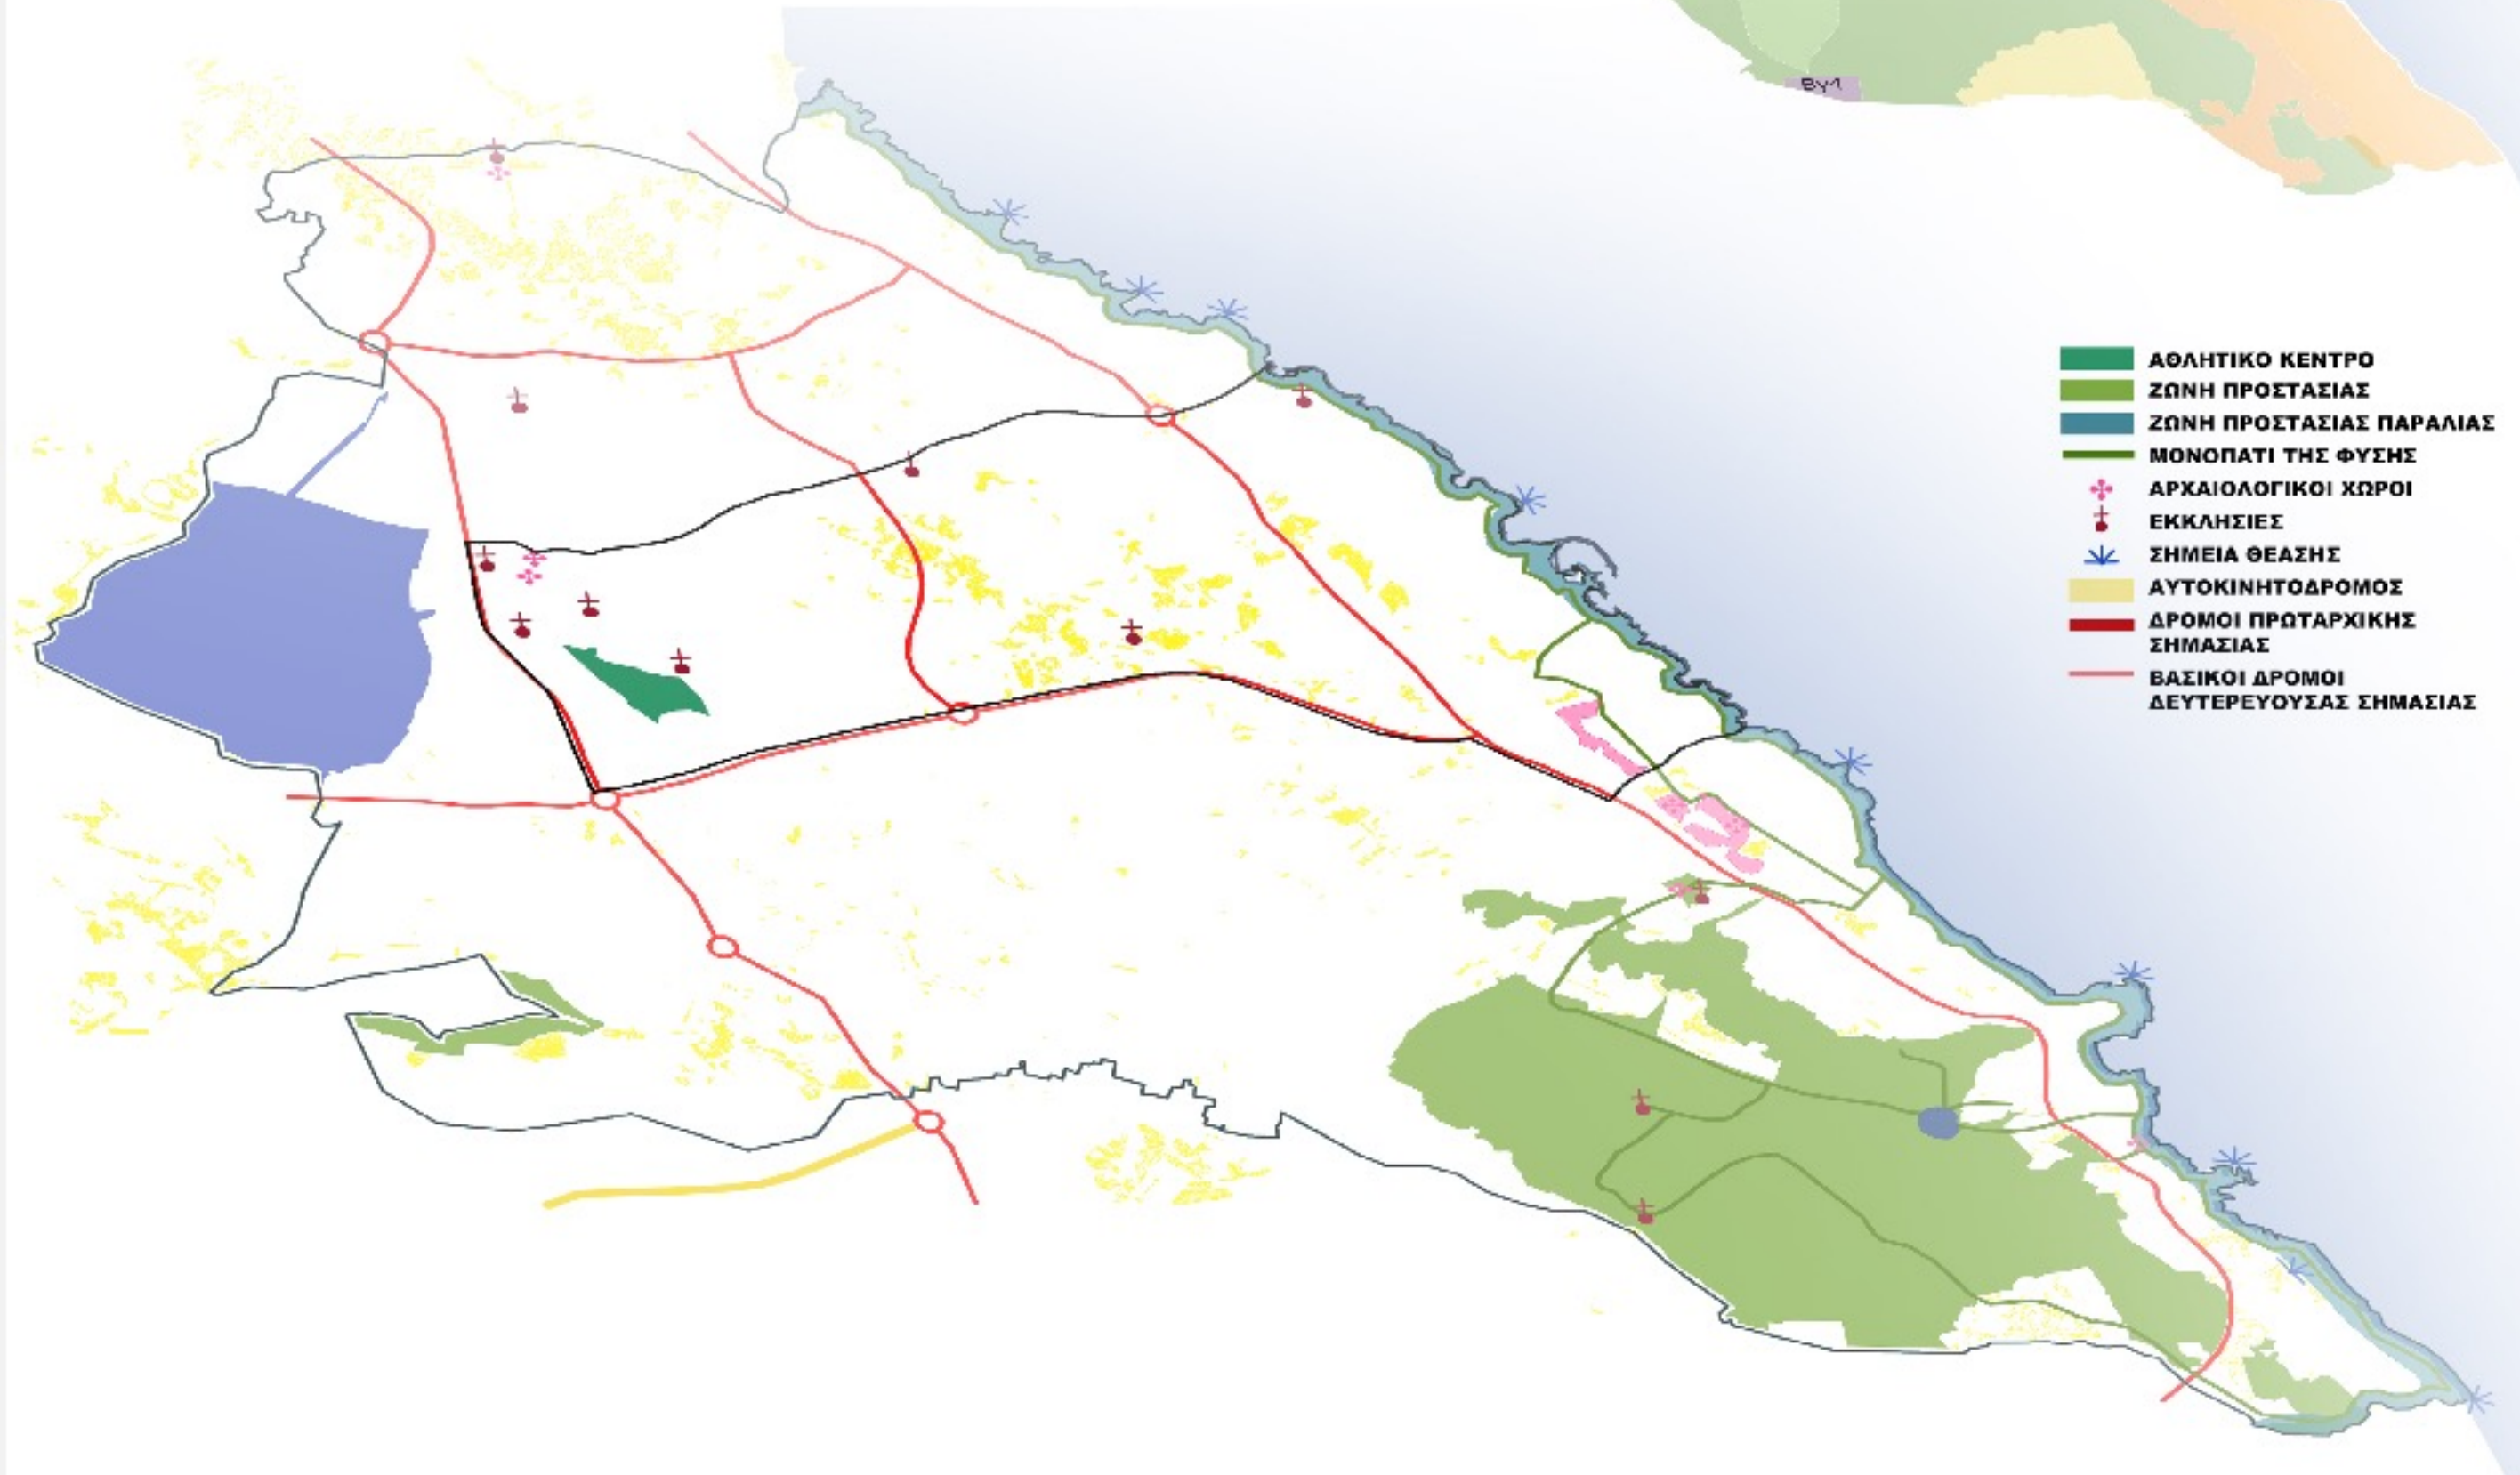 Βγ1
ΑΘΛΗΤΙΚΟ ΚΕΝΤΡΟ
ΖΩΝΗ ΠΡΟΣΤΑΣΙΑΣ
ΖΩΝΗ ΠΡΟΣΤΑΣΙΑΣ ΠΑΡΑΛΙΑΣ
ΜΟΝΟΠΑΤΙ ΤΗΣ ΦΥΣΗΣ
ΑΡΧΑΙΟΛΟΓΙΚΟΙ ΧΩΡΟΙ
ΕΚΚΛΗΣΙΕΣ
ΣΗΜΕΙΑ ΘΕΑΣΗΣ
ΑΥΤΟΚΙΝΗΤΟΔΡΟΜΟΣ
ΔΡΟΜΟΙ ΠΡΩΤΑΡΧΙΚΗΣ
ΣΗΜΑΣΙΑΣ
ΒΑΣΙΚΟΙ ΔΡΟΜΟΙ
ΔΕΥΤΕΡΕΥΟΥΣΑΣ ΣΗΜΑΣΙΑΣ